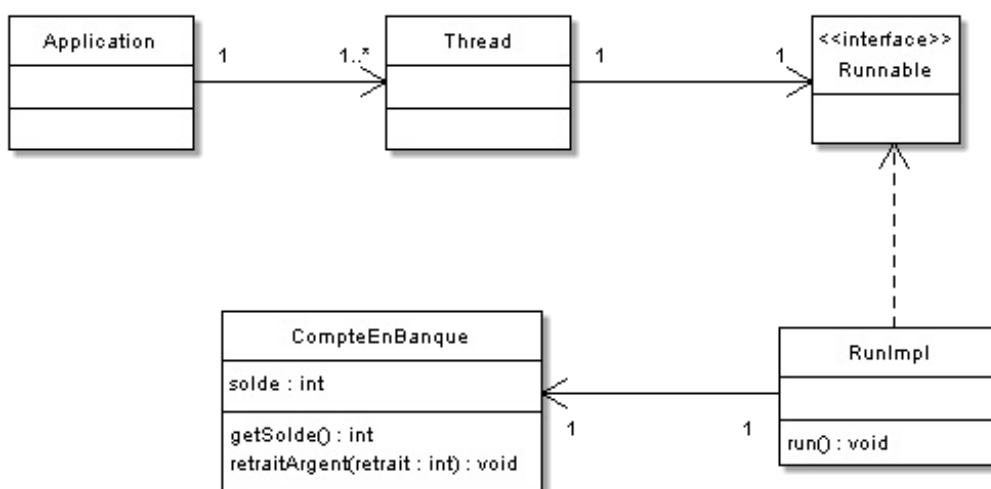 Application
1
1..*
Thread
1
1
<<interface>>
Runnable
CompteEnBanque
solde : int
getSolde() : int
retraitArgent(retrait : int) : void
1
1
RunImpl
run() : void